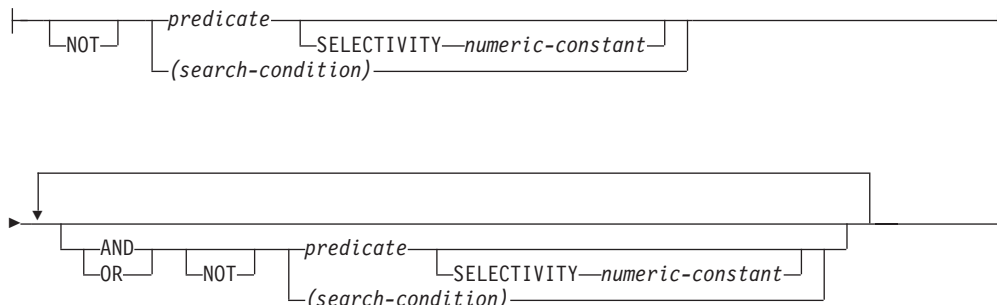 predicate
NOT SELECTIVITY numeric-constant
(search-condition)
AND predicate
OR NOT SELECTIVITY numeric-constant
(search-condition)